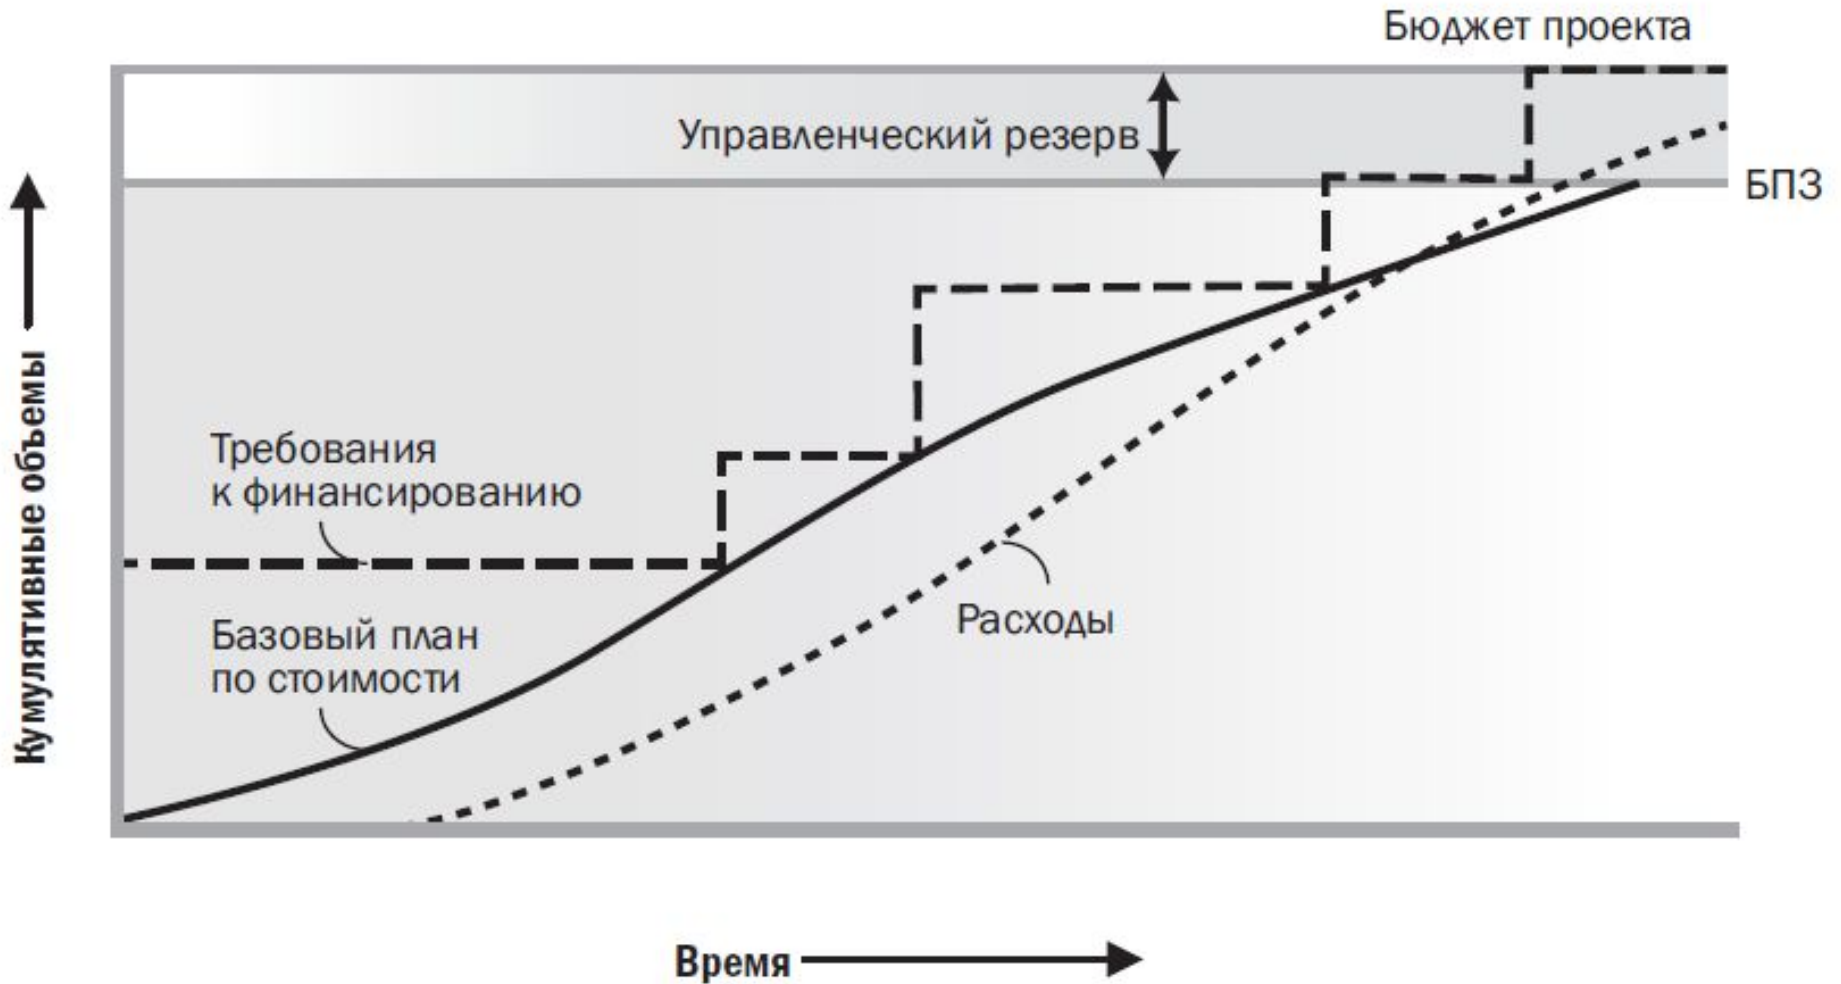 Бюджет проекта
Управленческий резерв
БПЗ
Требования
к финансированию
Базовый план
по стоимости
Расходы
Кумулятивные объемы
Время